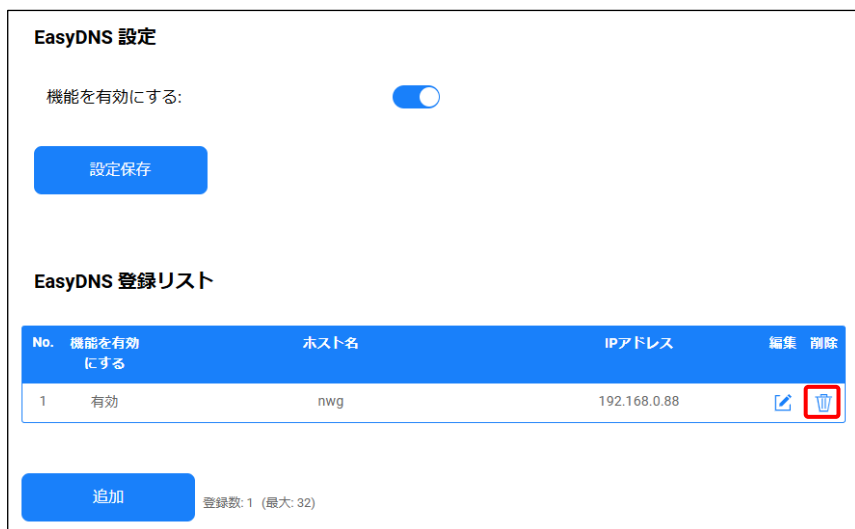 EasyDNS 設定
機能を有効にする:
設定保存
EasyDNS 登録リスト
No. 機能を有効にする ホスト名 IPアドレス 編集 削除
1 有効 nwg 192.168.0.88
追加 登録数: 1 (最大: 32)